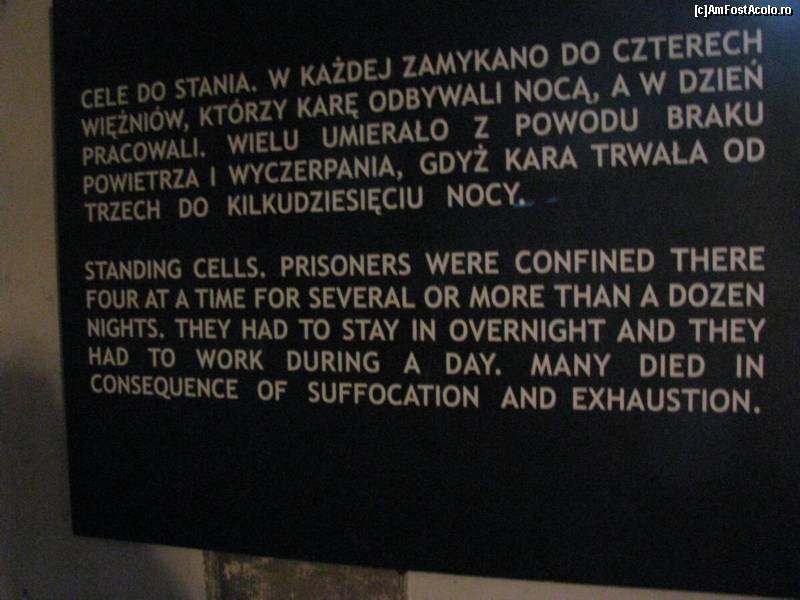 [c]AmFostAcolo.ro
CELE DO STANIA. W KAŻDEJ ZAMYKANO DO CZTERECH
WIĘŹNIÓW, KTÓRZY KARĘ ODBYWALI NOCĄ, A W DZIEŃ
PRACOWALI. WIELU UMIERAŁO Z POWODU BRAKU
POWIETRZA I WYCZERPANIA, GDYŻ KARA TRWAŁA OD
TRZECH DO KILKUDZIESIĘCIU NOCY.
STANDING CELLS. PRISONERS WERE CONFINED THERE
FOUR AT A TIME FOR SEVERAL OR MORE THAN A DOZEN
NIGHTS. THEY HAD TO STAY IN OVERNIGHT AND THEY
HAD TO WORK DURING A DAY. MANY DIED IN
CONSEQUENCE OF SUFFOCATION AND EXHAUSTION.